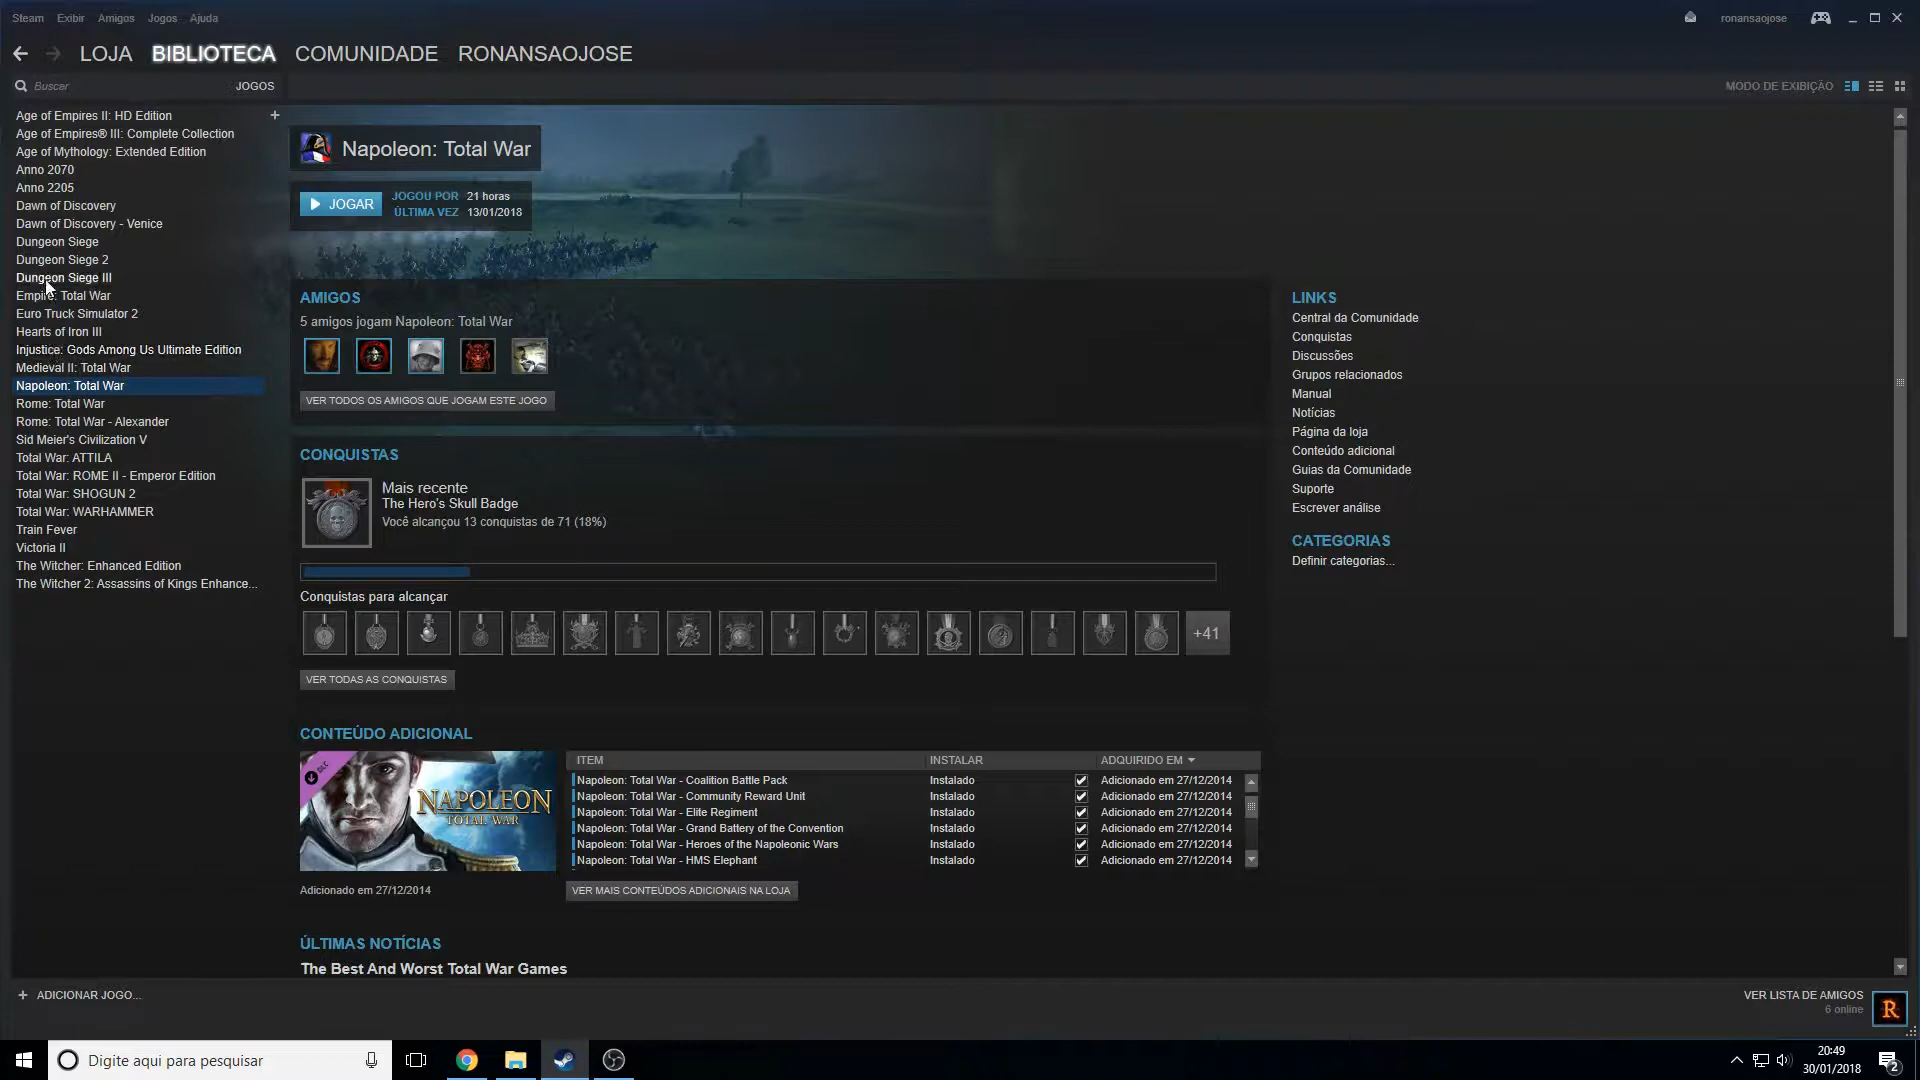 Steam Exibir Amigos Jogos Ajuda
ronansaojose
LOJA BIBLIOTECA COMUNIDADE RONANSAOJOSE
Buscar JOGOS
MODO DE EXIBIÇÃO
Age of Empires II: HD Edition
Age of Empires® III: Complete Collection
Age of Mythology: Extended Edition
Anno 2070
Anno 2205
Dawn of Discovery
Dawn of Discovery - Venice
Dungeon Siege
Dungeon Siege 2
Dungeon Siege III
Empire: Total War
Euro Truck Simulator 2
Hearts of Iron III
Injustice: Gods Among Us Ultimate Edition
Medieval II: Total War
Napoleon: Total War
Rome: Total War
Rome: Total War - Alexander
Sid Meier's Civilization V
Total War: ATTILA
Total War: ROME II - Emperor Edition
Total War: SHOGUN 2
Total War: WARHAMMER
Train Fever
Victoria II
The Witcher: Enhanced Edition
The Witcher 2: Assassins of Kings Enhance...
Napoleon: Total War
JOGAR
JOGOU POR 21 horas
ÚLTIMA VEZ 13/01/2018
AMIGOS
5 amigos jogam Napoleon: Total War
VER TODOS OS AMIGOS QUE JOGAM ESTE JOGO
CONQUISTAS
Mais recente
The Hero's Skull Badge
Você alcançou 13 conquistas de 71 (18%)
Conquistas para alcançar
+41
VER TODAS AS CONQUISTAS
CONTEÚDO ADICIONAL
DLC
NAPOLEON
TOTAL WAR
Adicionado em 27/12/2014
ITEM INSTALAR ADQUIRIDO EM
Napoleon: Total War - Coalition Battle Pack Instalado Adicionado em 27/12/2014
Napoleon: Total War - Community Reward Unit Instalado Adicionado em 27/12/2014
Napoleon: Total War - Elite Regiment Instalado Adicionado em 27/12/2014
Napoleon: Total War - Grand Battery of the Convention Instalado Adicionado em 27/12/2014
Napoleon: Total War - Heroes of the Napoleonic Wars Instalado Adicionado em 27/12/2014
Napoleon: Total War - HMS Elephant Instalado Adicionado em 27/12/2014
VER MAIS CONTEÚDOS ADICIONAIS NA LOJA
ÚLTIMAS NOTÍCIAS
The Best And Worst Total War Games
LINKS
Central da Comunidade
Conquistas
Discussões
Grupos relacionados
Manual
Notícias
Página da loja
Conteúdo adicional
Guias da Comunidade
Suporte
Escrever análise
CATEGORIAS
Definir categorias...
+ ADICIONAR JOGO...
VER LISTA DE AMIGOS
6 online
R
Digite aqui para pesquisar
20:49
30/01/2018
2